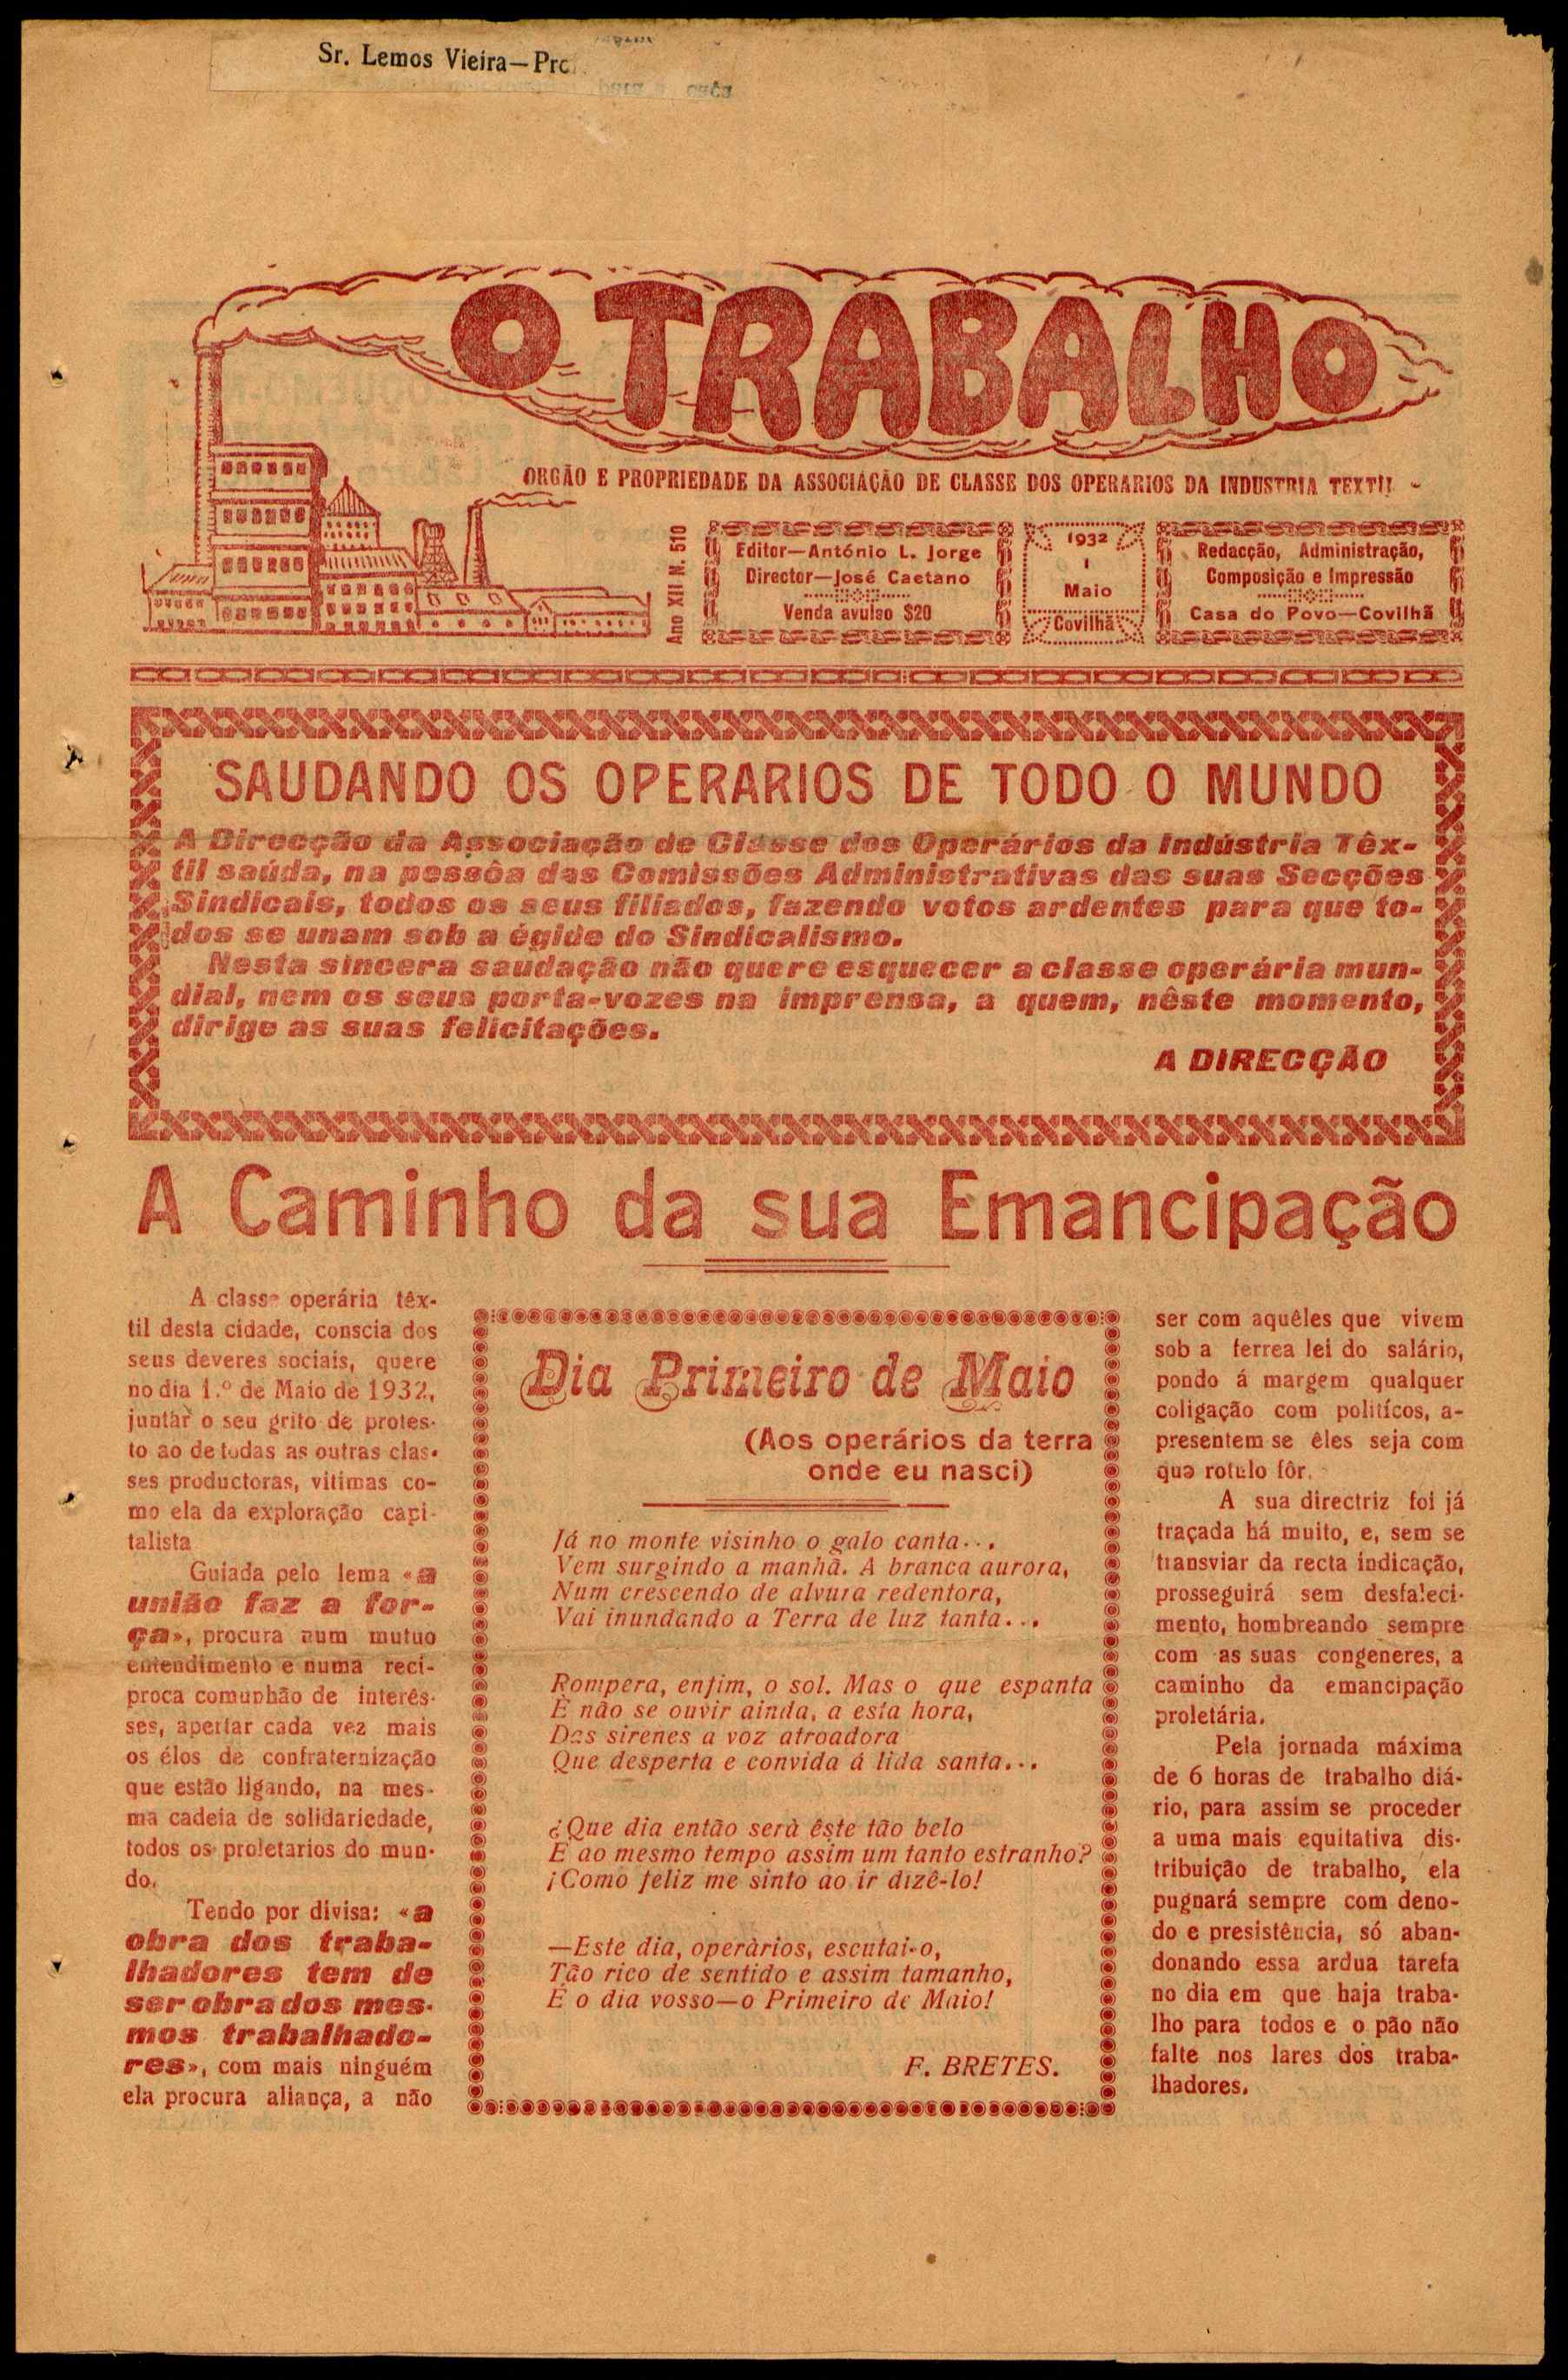 Sr. Lemos Vieira—Pro
O TRABALHO
ORGÃO E PROPRIEDADE DA ASSOCIAÇÃO DE CLASSE DOS OPERARIOS DA INDUSTRIA TEXTIL
Ano XII N. 510
Editor—António L. Jorge
Director—José Caetano
Venda avulso $20
1932
1
Maio
Covilhã
Redacção, Administração,
Composição e Impressão
Casa do Povo—Covilhã
SAUDANDO OS OPERARIOS DE TODO O MUNDO
A Direcção da Associação de Classe dos Operários da Indústria Têx-
til saúda, na pessôa das Comissões Administrativas das suas Secções
Sindicais, todos os seus filiados, fazendo votos ardentes para que to-
dos se unam sob a égide do Sindicalismo.
Nesta sincera saudação não quere esquecer a classe operária mun-
dial, nem os seus porta-vozes na imprensa, a quem, nêste momento,
dirige as suas felicitações.
A DIRECÇÃO
A Caminho da sua Emancipação
A classe operária têx-
til desta cidade, conscia dos
seus deveres sociais, quere
no dia 1.º de Maio de 1932,
juntar o seu grito de protes-
to ao de todas as outras clas-
ses productoras, vitimas co-
mo ela da exploração capi-
talista
Guiada pelo lema «a
união faz a for-
ça», procura num mutuo
entendimento e numa reci-
proca comunhão de interês-
ses, apertar cada vez mais
os élos de confraternização
que estão ligando, na mes-
ma cadeia de solidariedade,
todos os proletarios do mun-
do.
Tendo por divisa: «a
obra dos traba-
lhadores tem de
ser obra dos mes-
mos trabalhado-
res», com mais ninguém
ela procura aliança, a não
Dia Primeiro de Maio
(Aos operários da terra
onde eu nasci)
Já no monte visinho o galo canta...
Vem surgindo a manhã. A branca aurora,
Num crescendo de alvura redentora,
Vai inundando a Terra de luz tanta...
Rompera, enfim, o sol. Mas o que espanta
É não se ouvir ainda, a esta hora,
Das sirenes a voz atroadora
Que desperta e convida á lida santa...
¿Que dia então serà êste tão belo
E ao mesmo tempo assim um tanto estranho?
¡Como feliz me sinto ao ir dizê-lo!
—Este dia, operàrios, escutai-o,
Tão rico de sentido e assim tamanho,
É o dia vosso—o Primeiro de Maio!
F. BRETES.
ser com aquêles que vivem
sob a ferrea lei do salário,
pondo á margem qualquer
coligação com politícos, a-
presentem-se êles seja com
que rotulo fôr.
A sua directriz foi já
traçada há muito, e, sem se
transviar da recta indicação,
prosseguirá sem desfaleci-
mento, hombreando sempre
com as suas congeneres, a
caminho da emancipação
proletária.
Pela jornada máxima
de 6 horas de trabalho diá-
rio, para assim se proceder
a uma mais equitativa dis-
tribuição de trabalho, ela
pugnará sempre com deno-
do e presistência, só aban-
donando essa ardua tarefa
no dia em que haja traba-
lho para todos e o pão não
falte nos lares dos traba-
lhadores.